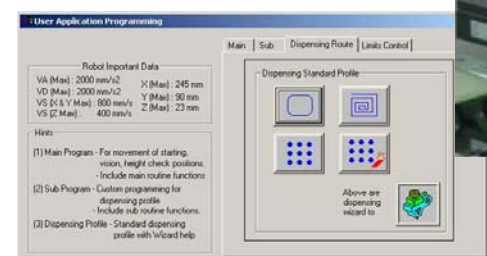 User Application Programming
Main
Sub
Dispensing Route
Limits Control
Robot Important Data
VA (Max) : 2000 mm/s2
VD (Max) : 2000 mm/s2
VS (X & Y Max) : 800 mm/s
VS (Z Max) : 400 mm/s
X (Max) : 245 mm
Y (Max) : 90 mm
Z (Max) : 23 mm
Hints
(1) Main Program - For movement of starting,
vision, height check positions.
- Include main routine functions
(2) Sub Program - Custom programming for
dispensing profile
- Include sub routine functions.
(3) Dispensing Profile - Standard dispensing
profile with Wizard help
Dispensing Standard Profile
Above are
dispensing
wizard to